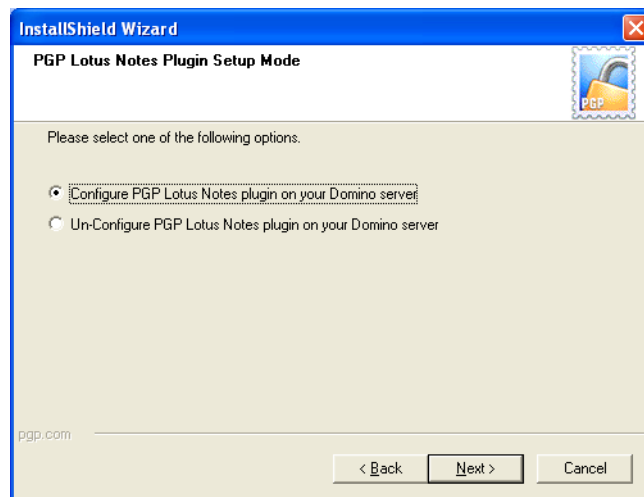 InstallShield Wizard
PGP Lotus Notes Plugin Setup Mode
PGP
Please select one of the following options.
Configure PGP Lotus Notes plugin on your Domino server
Un-Configure PGP Lotus Notes plugin on your Domino server
pgp.com
< Back
Next >
Cancel